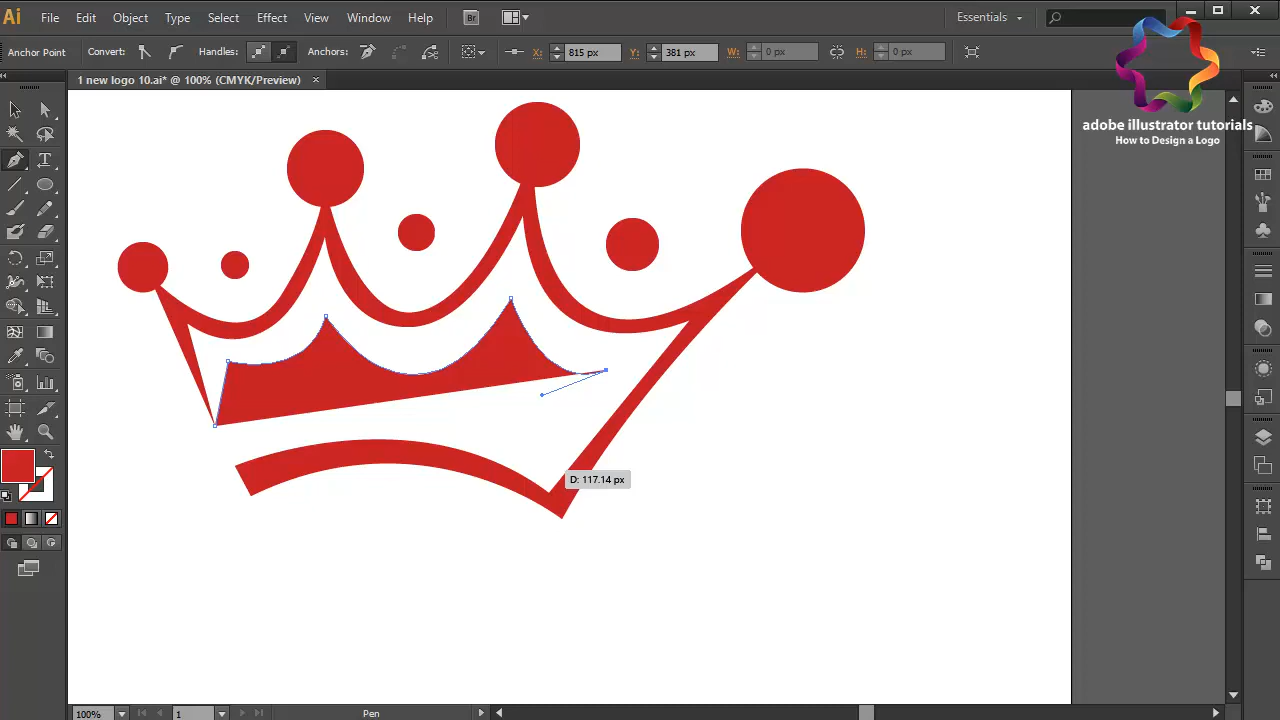 Ai File Edit Object Type Select Effect View Window Help Br Essentials
Anchor Point Convert: Handles: Anchors: X: 815 px Y: 381 px W: 0 px H: 0 px
1 new logo 10.ai* @ 100% (CMYK/Preview)
adobe illustrator tutorials
How to Design a Logo
D: 117.14 px
100% 1 Pen